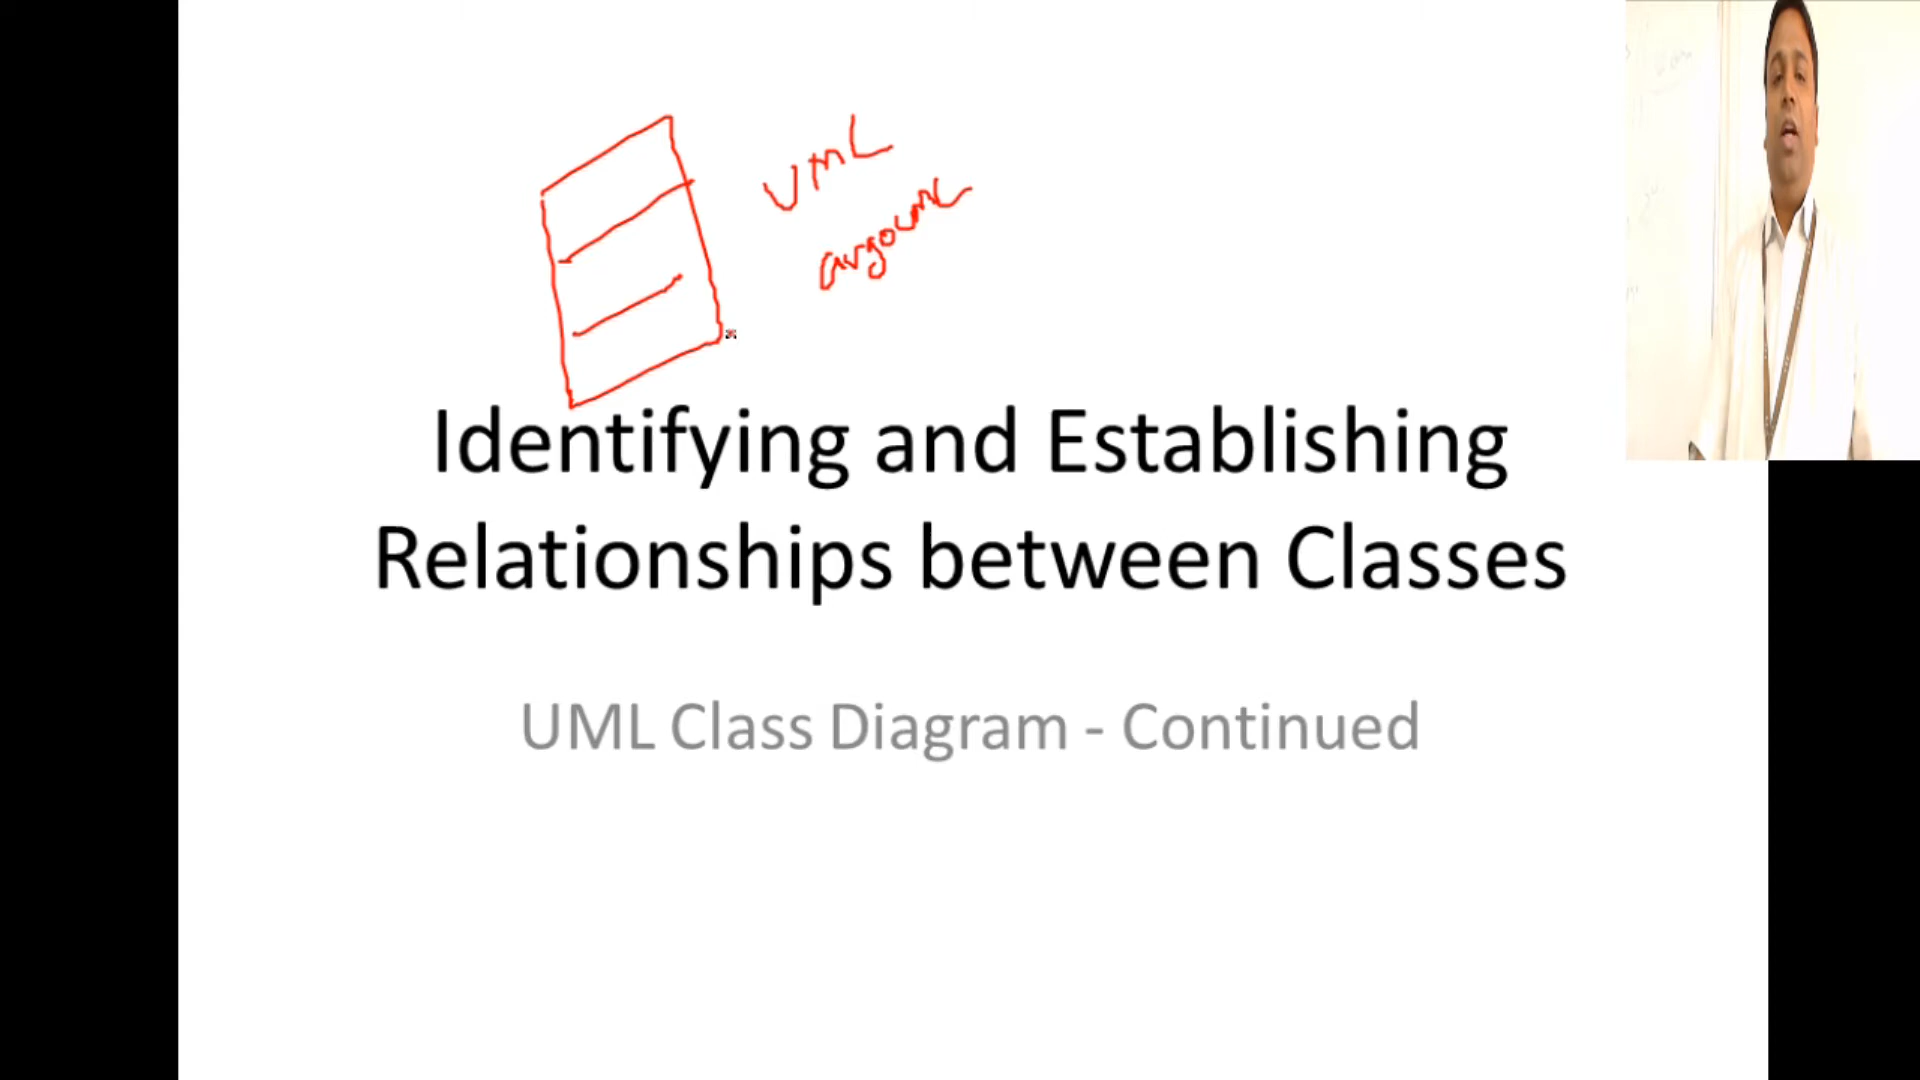 UML
argouml
Identifying and Establishing
Relationships between Classes
UML Class Diagram - Continued